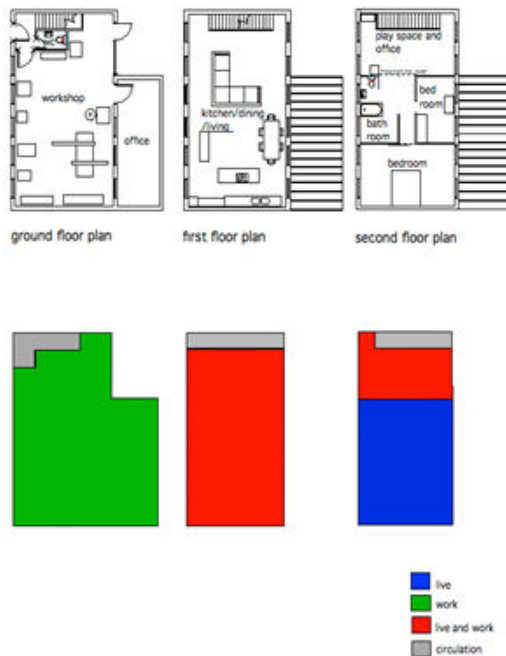 workshop
office
kitchen/dining
/living
play space and
office
bed
room
bath
room
bedroom
ground floor plan
first floor plan
second floor plan
live
work
live and work
circulation